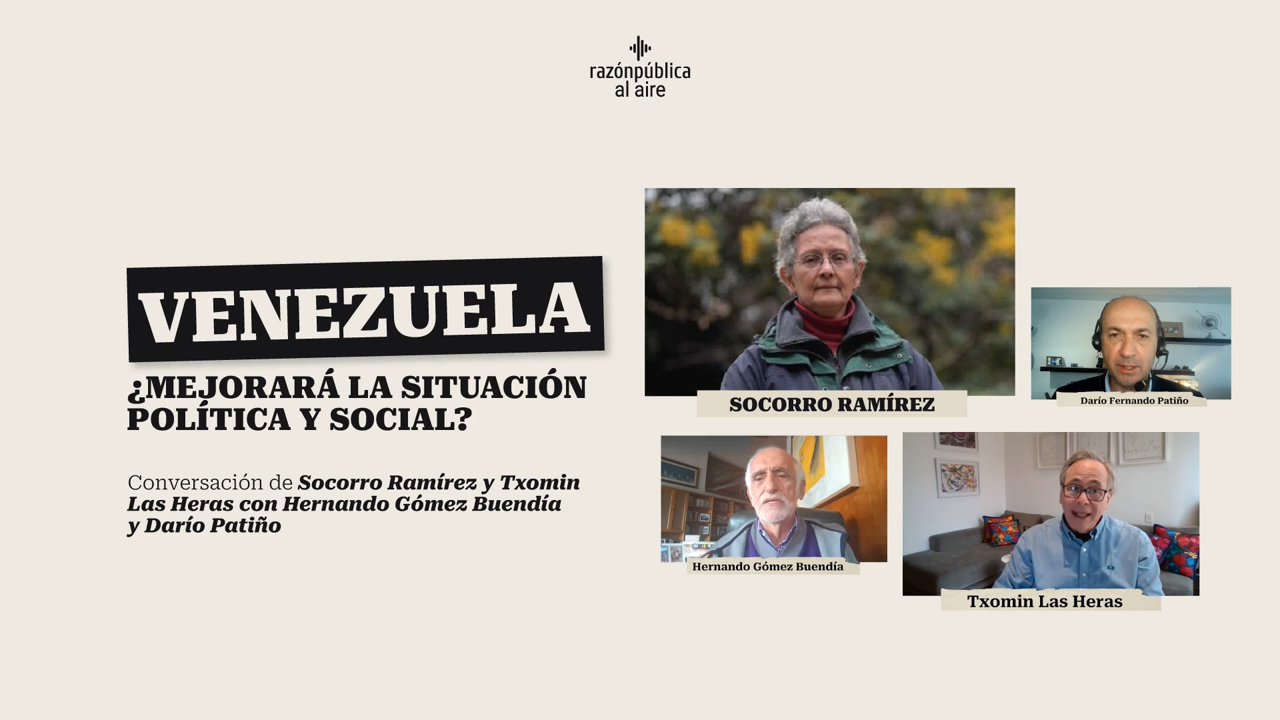 razónpública
al aire
VENEZUELA
¿MEJORARÁ LA SITUACIÓN
POLÍTICA Y SOCIAL?
Conversación de Socorro Ramírez y Txomin
Las Heras con Hernando Gómez Buendía
y Darío Patiño
SOCORRO RAMÍREZ
Darío Fernando Patiño
Hernando Gómez Buendía
Txomin Las Heras